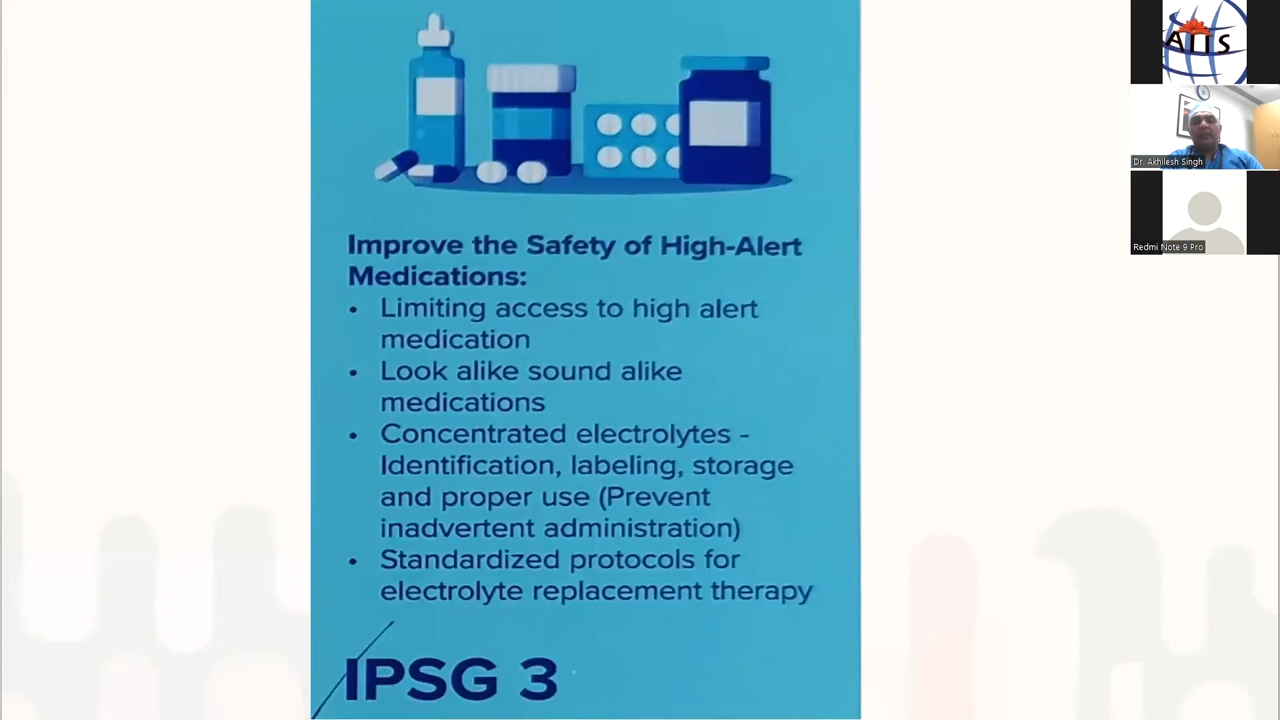 Improve the Safety of High-Alert
Medications:
• Limiting access to high alert
medication
• Look alike sound alike
medications
• Concentrated electrolytes -
Identification, labeling, storage
and proper use (Prevent
inadvertent administration)
• Standardized protocols for
electrolyte replacement therapy
IPSG 3
AIIS
Dr. Akhilesh Singh
Redmi Note 9 Pro